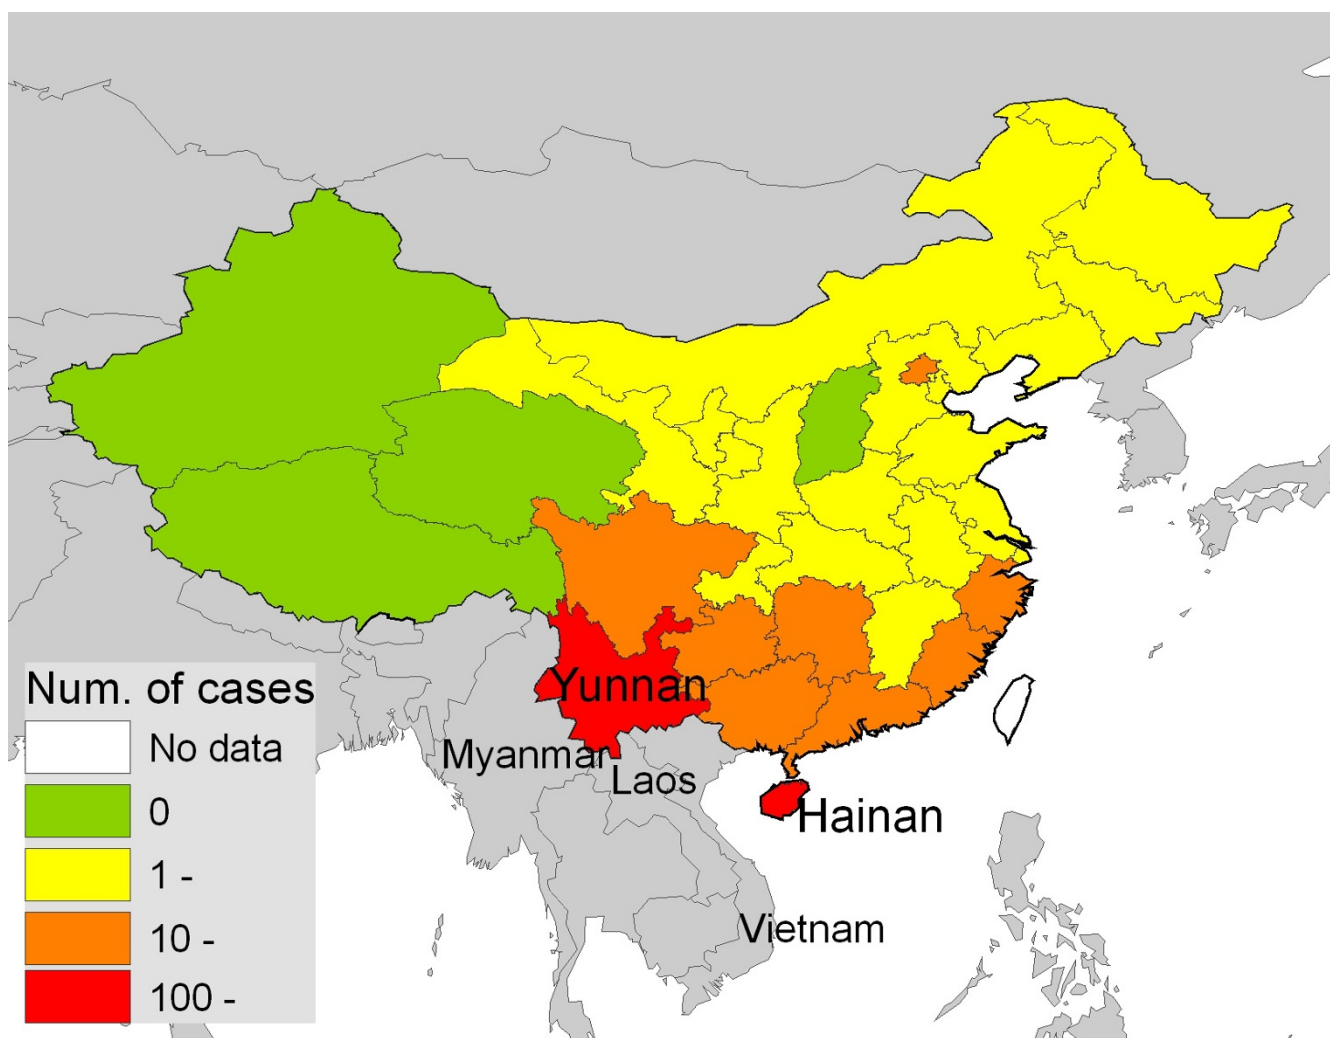 Yunnan
Myanmar
Laos
Hainan
Vietnam
Num. of cases
No data
0
1 -
10 -
100 -